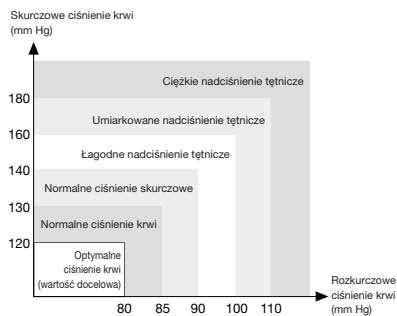 Skurczowe ciśnienie krwi
(mm Hg)
Ciężkie nadciśnienie tętnicze
180
Umiarkowane nadciśnienie tętnicze
160
Łagodne nadciśnienie tętnicze
140
Normalne ciśnienie skurczowe
130
Normalne ciśnienie krwi
120
Optymalne
ciśnienie krwi
(wartość docelowa)
80 85 90 100 110
Rozkurczowe
ciśnienie krwi
(mm Hg)